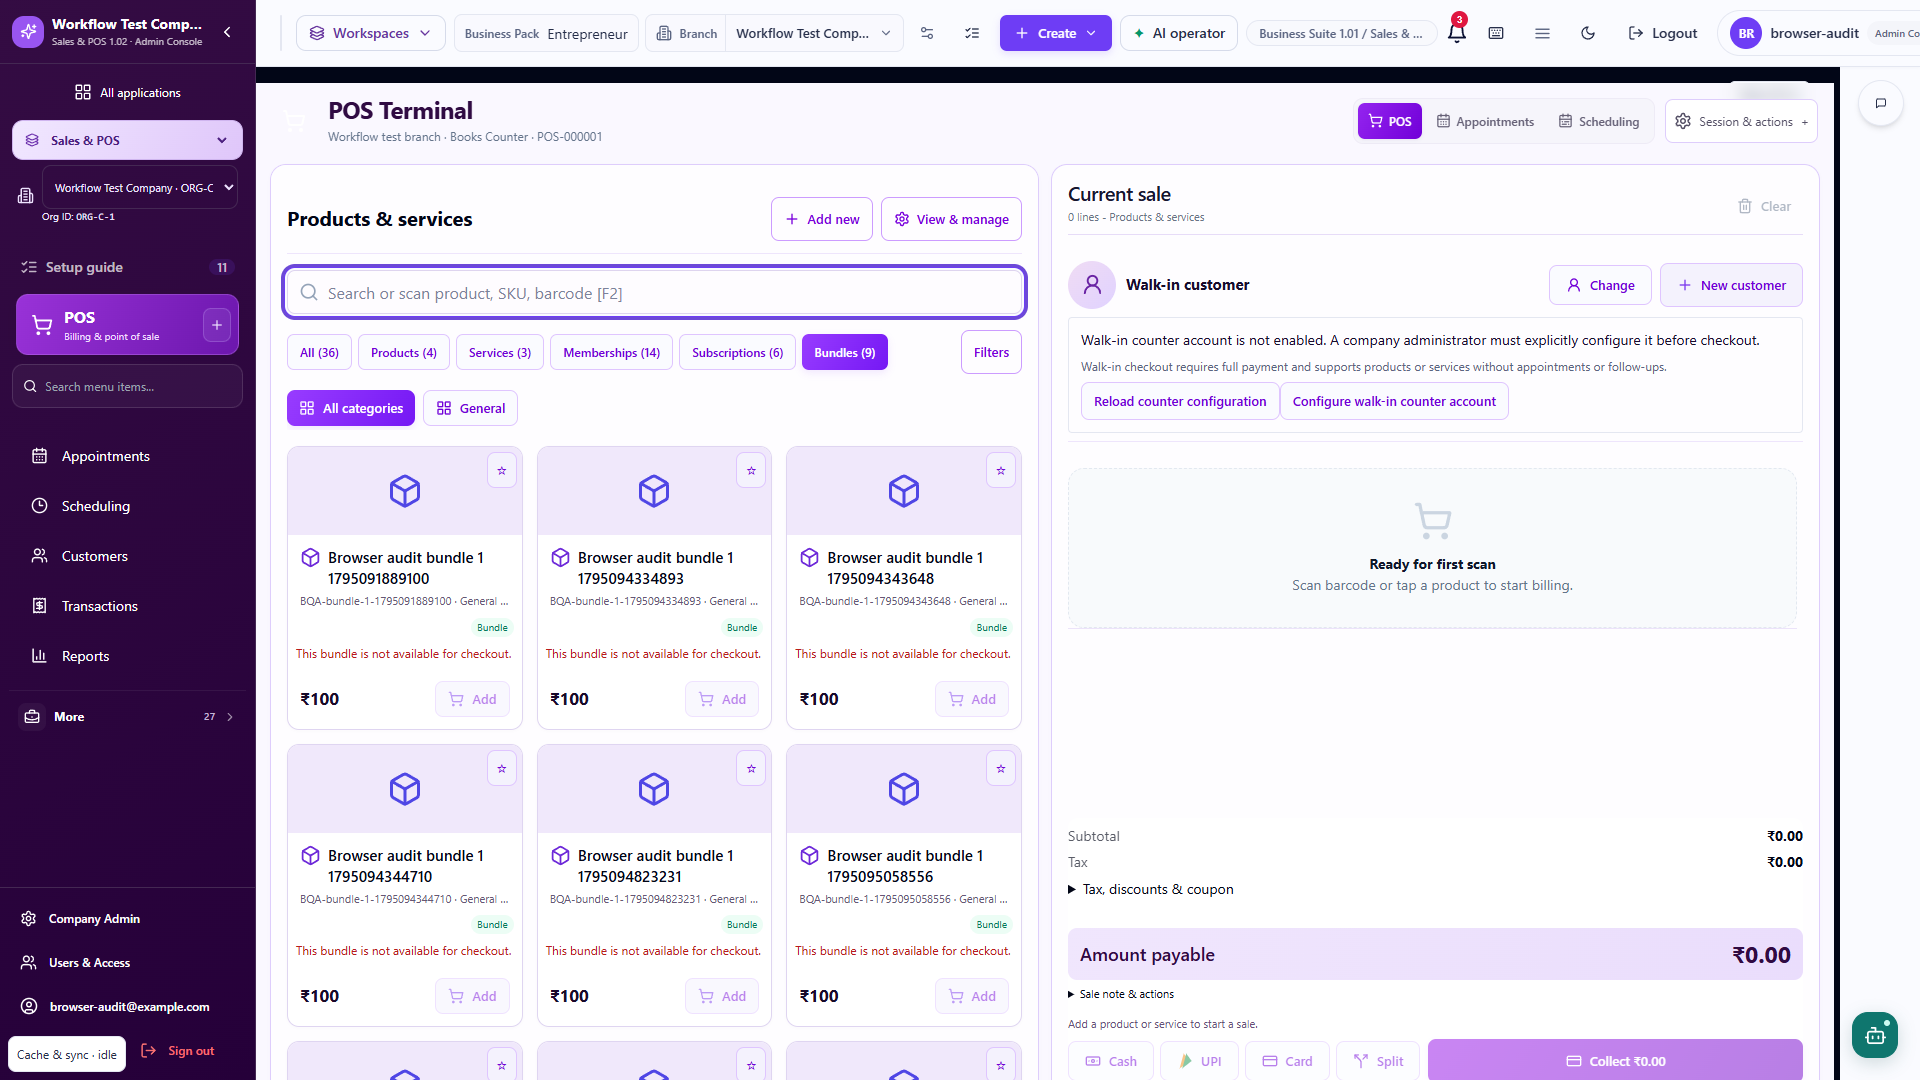 Workflow Test Comp...
Sales & POS 1.02 · Admin Console
All applications
Sales & POS
Workflow Test Company · ORG-C
Org ID: ORG-C-1
Setup guide 11
POS
Billing & point of sale
Search menu items...
Appointments
Scheduling
Customers
Transactions
Reports
More 27
Company Admin
Users & Access
browser-audit@example.com
Cache & sync · idle
Sign out
Workspaces
Business Pack Entrepreneur
Branch
Workflow Test Comp...
Create
AI operator
Business Suite 1.01 / Sales & ...
3
Logout
BR
browser-audit
Admin Co
POS Terminal
Workflow test branch · Books Counter · POS-000001
POS
Appointments
Scheduling
Session & actions +
Products & services
Add new
View & manage
Search or scan product, SKU, barcode [F2]
All (36)
Products (4)
Services (3)
Memberships (14)
Subscriptions (6)
Bundles (9)
Filters
All categories
General
Browser audit bundle 1 1795091889100
BQA-bundle-1-1795091889100 · General ...
Bundle
This bundle is not available for checkout.
₹100
Add
Browser audit bundle 1 1795094334893
BQA-bundle-1-1795094334893 · General ...
Bundle
This bundle is not available for checkout.
₹100
Add
Browser audit bundle 1 1795094343648
BQA-bundle-1-1795094343648 · General ...
Bundle
This bundle is not available for checkout.
₹100
Add
Browser audit bundle 1 1795094344710
BQA-bundle-1-1795094344710 · General ...
Bundle
This bundle is not available for checkout.
₹100
Add
Browser audit bundle 1 1795094823231
BQA-bundle-1-1795094823231 · General ...
Bundle
This bundle is not available for checkout.
₹100
Add
Browser audit bundle 1 1795095058556
BQA-bundle-1-1795095058556 · General ...
Bundle
This bundle is not available for checkout.
₹100
Add
Current sale
0 lines - Products & services
Clear
Walk-in customer
Change
New customer
Walk-in counter account is not enabled. A company administrator must explicitly configure it before checkout.
Walk-in checkout requires full payment and supports products or services without appointments or follow-ups.
Reload counter configuration
Configure walk-in counter account
Ready for first scan
Scan barcode or tap a product to start billing.
Subtotal ₹0.00
Tax ₹0.00
Tax, discounts & coupon
Amount payable ₹0.00
Sale note & actions
Add a product or service to start a sale.
Cash
UPI
Card
Split
Collect ₹0.00